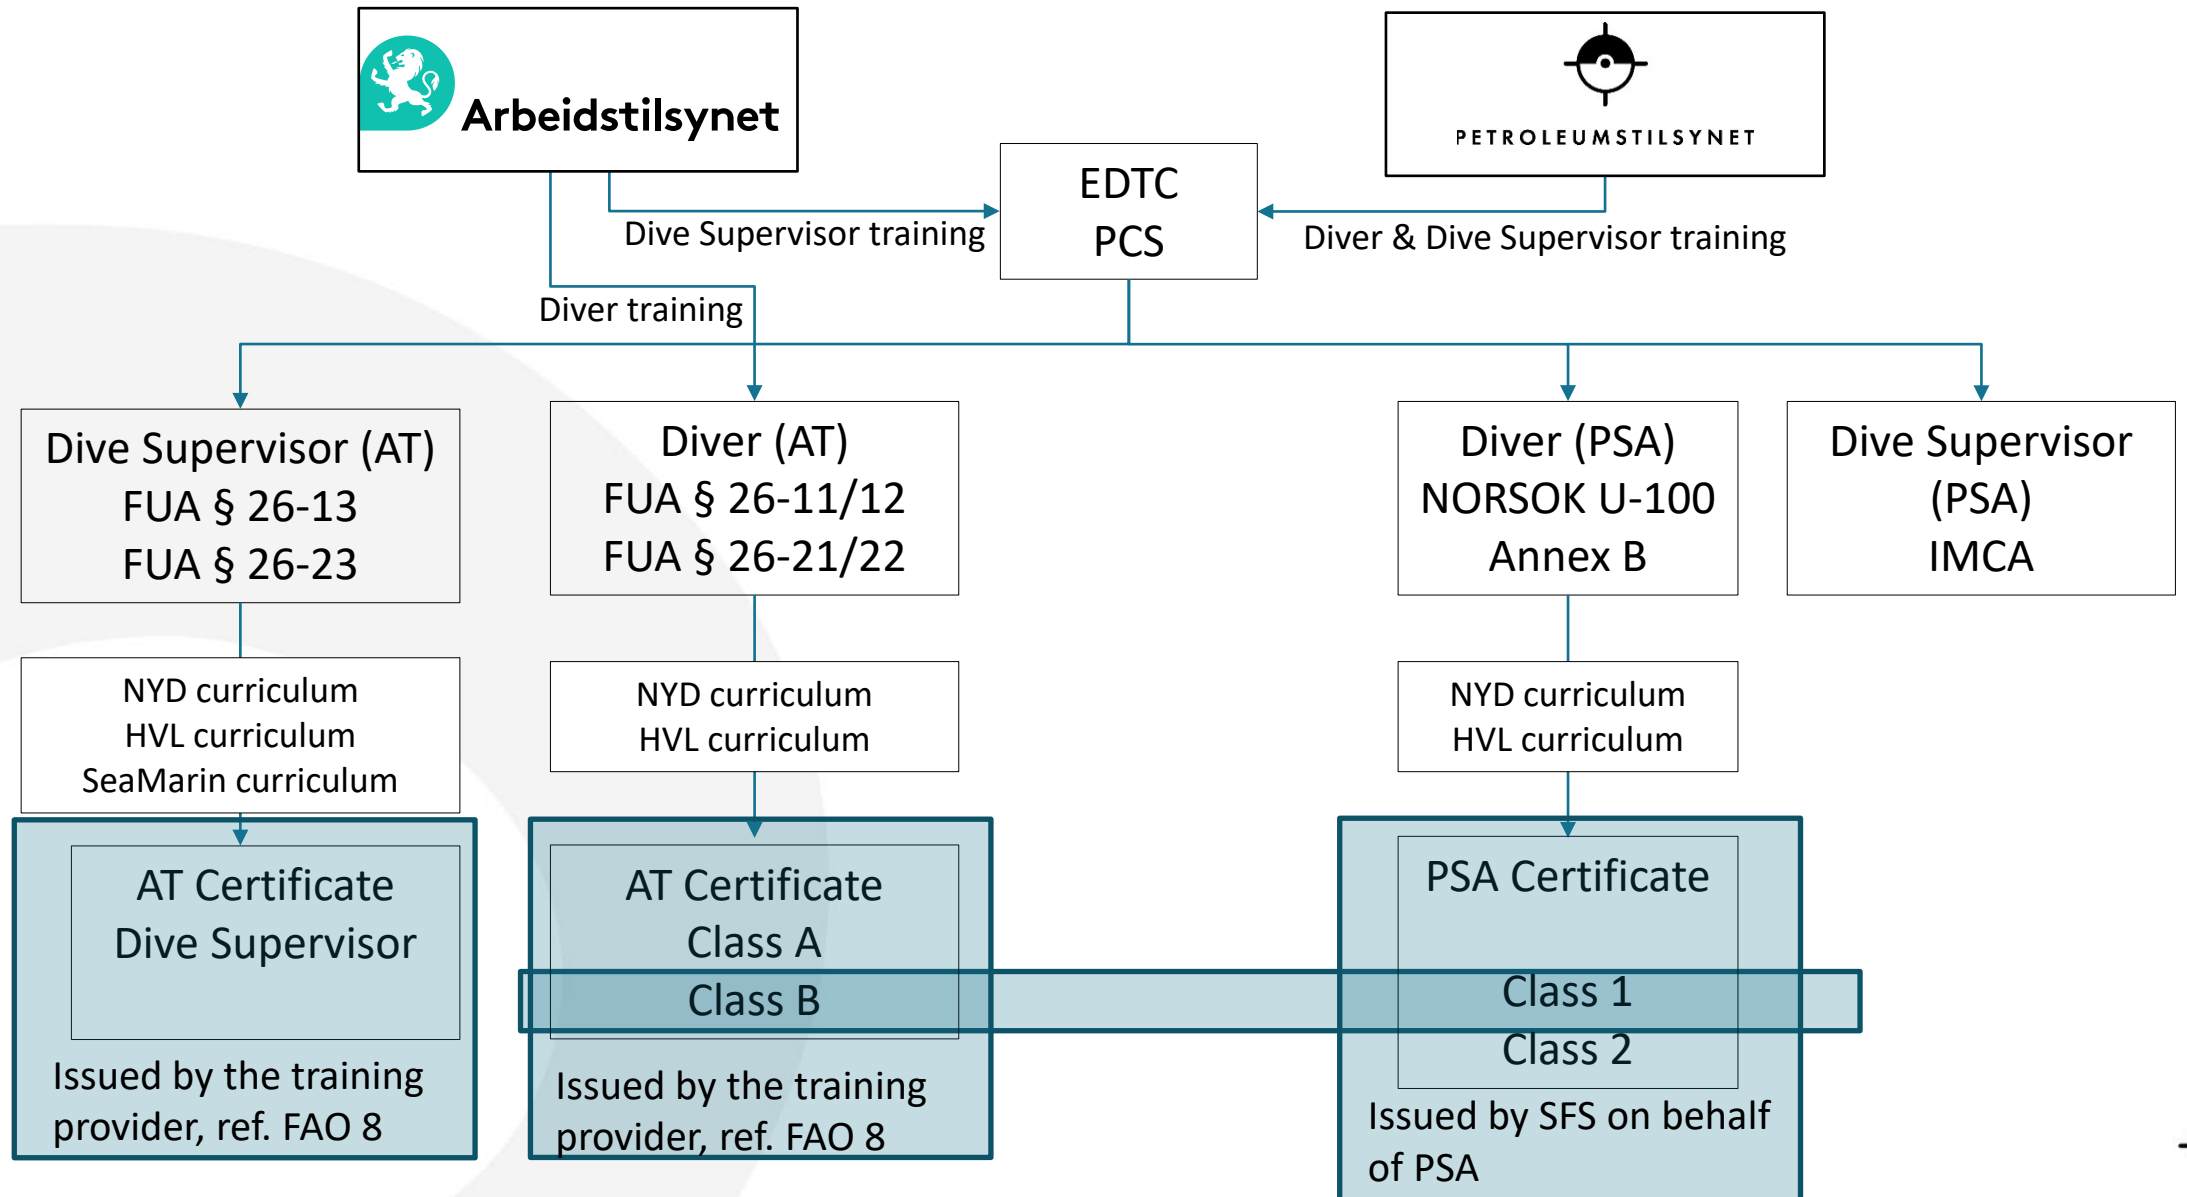 Arbeidstilsynet
PETROLEUMSTILSYNET
EDTC
PCS
Dive Supervisor training
Diver & Dive Supervisor training
Diver training
Dive Supervisor (AT)
FUA § 26-13
FUA § 26-23
Diver (AT)
FUA § 26-11/12
FUA § 26-21/22
Diver (PSA)
NORSOK U-100
Annex B
Dive Supervisor
(PSA)
IMCA
NYD curriculum
HVL curriculum
SeaMarin curriculum
NYD curriculum
HVL curriculum
NYD curriculum
HVL curriculum
AT Certificate
Dive Supervisor
Issued by the training
provider, ref. FAO 8
AT Certificate
Class A
Class B
Issued by the training
provider, ref. FAO 8
PSA Certificate
Class 1
Class 2
Issued by SFS on behalf
of PSA